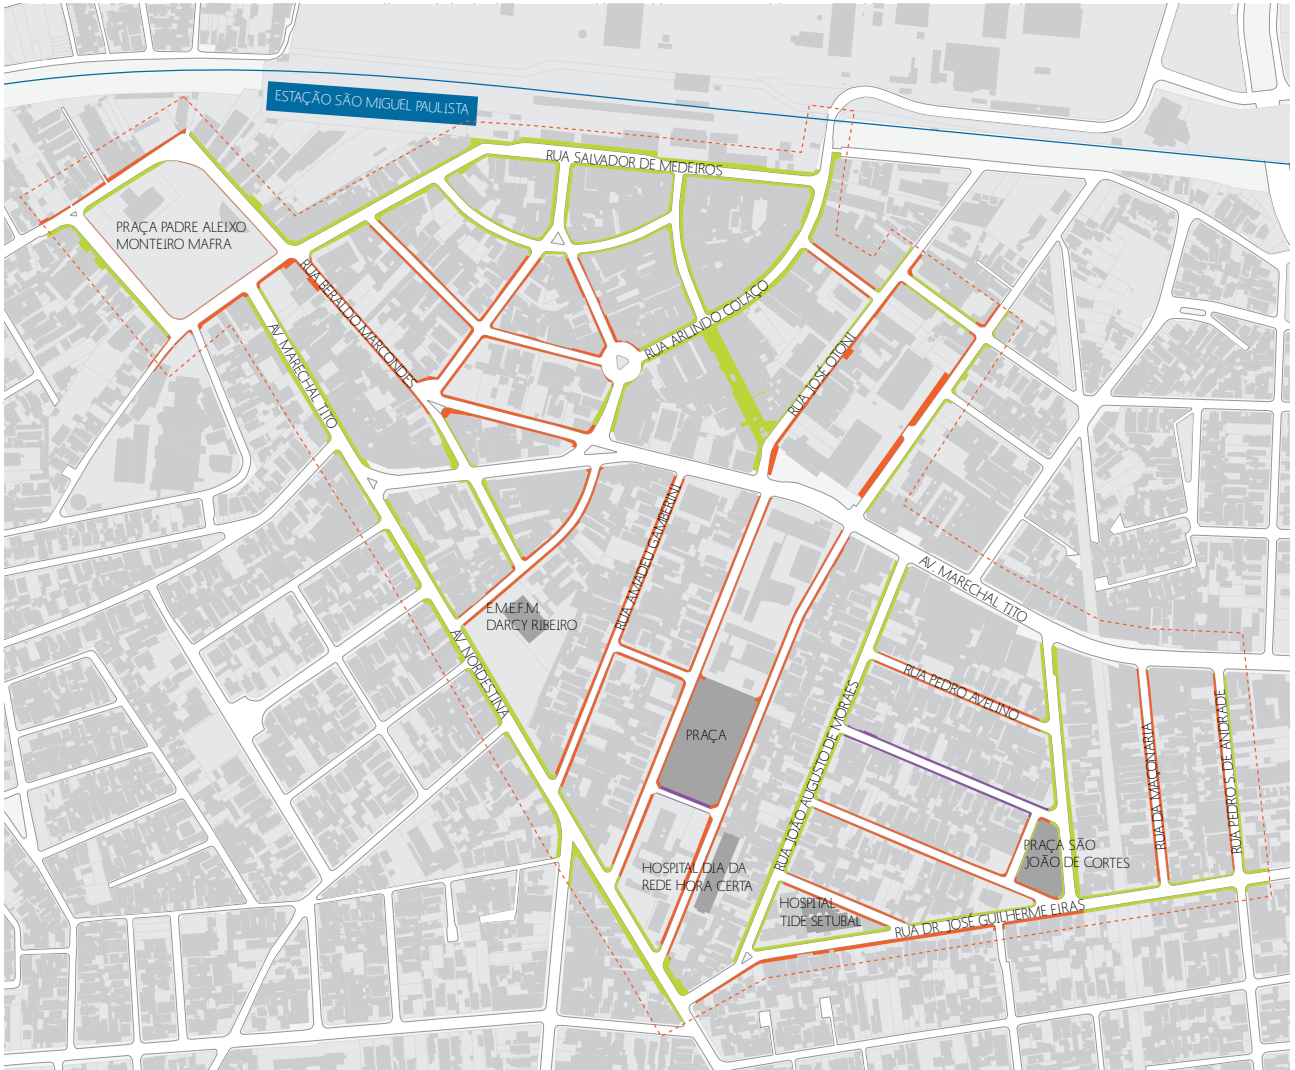 ESTAÇÃO SÃO MIGUEL PAULISTA
RUA SALVADOR DE MEDEIROS
PRAÇA PADRE ALEIXO
MONTEIRO MAFRA
RUA BERALDO MARCONDES
AV. MARECHAL TITO
RUA ARLINDO COLAÇO
RUA JOSÉ OTONI
RUA AMADEU GAMBERINI
AV. MARECHAL TITO
E.M.E.F.M.
DARCY RIBEIRO
AV. NORDESTINA
RUA PEDRO AVELINO
RUA JOÃO AUGUSTO DE MORAES
PRAÇA
RUA DA MAÇONARIA
RUA PEDRO S. DE ANDRADE
PRAÇA SÃO
JOÃO DE CORTES
HOSPITAL DIA DA
REDE HORA CERTA
HOSPITAL
TIDE SETUBAL
RUA DR. JOSÉ GUILHERME EIRAS